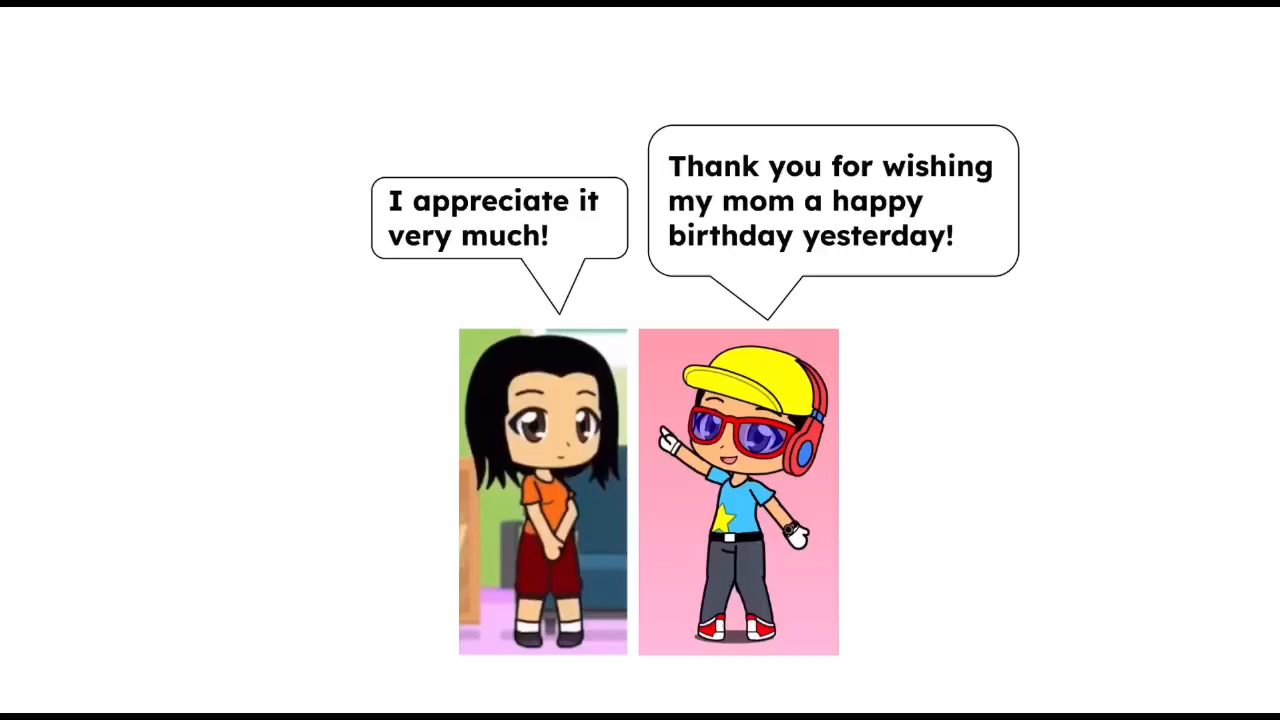 I appreciate it
very much!
Thank you for wishing
my mom a happy
birthday yesterday!